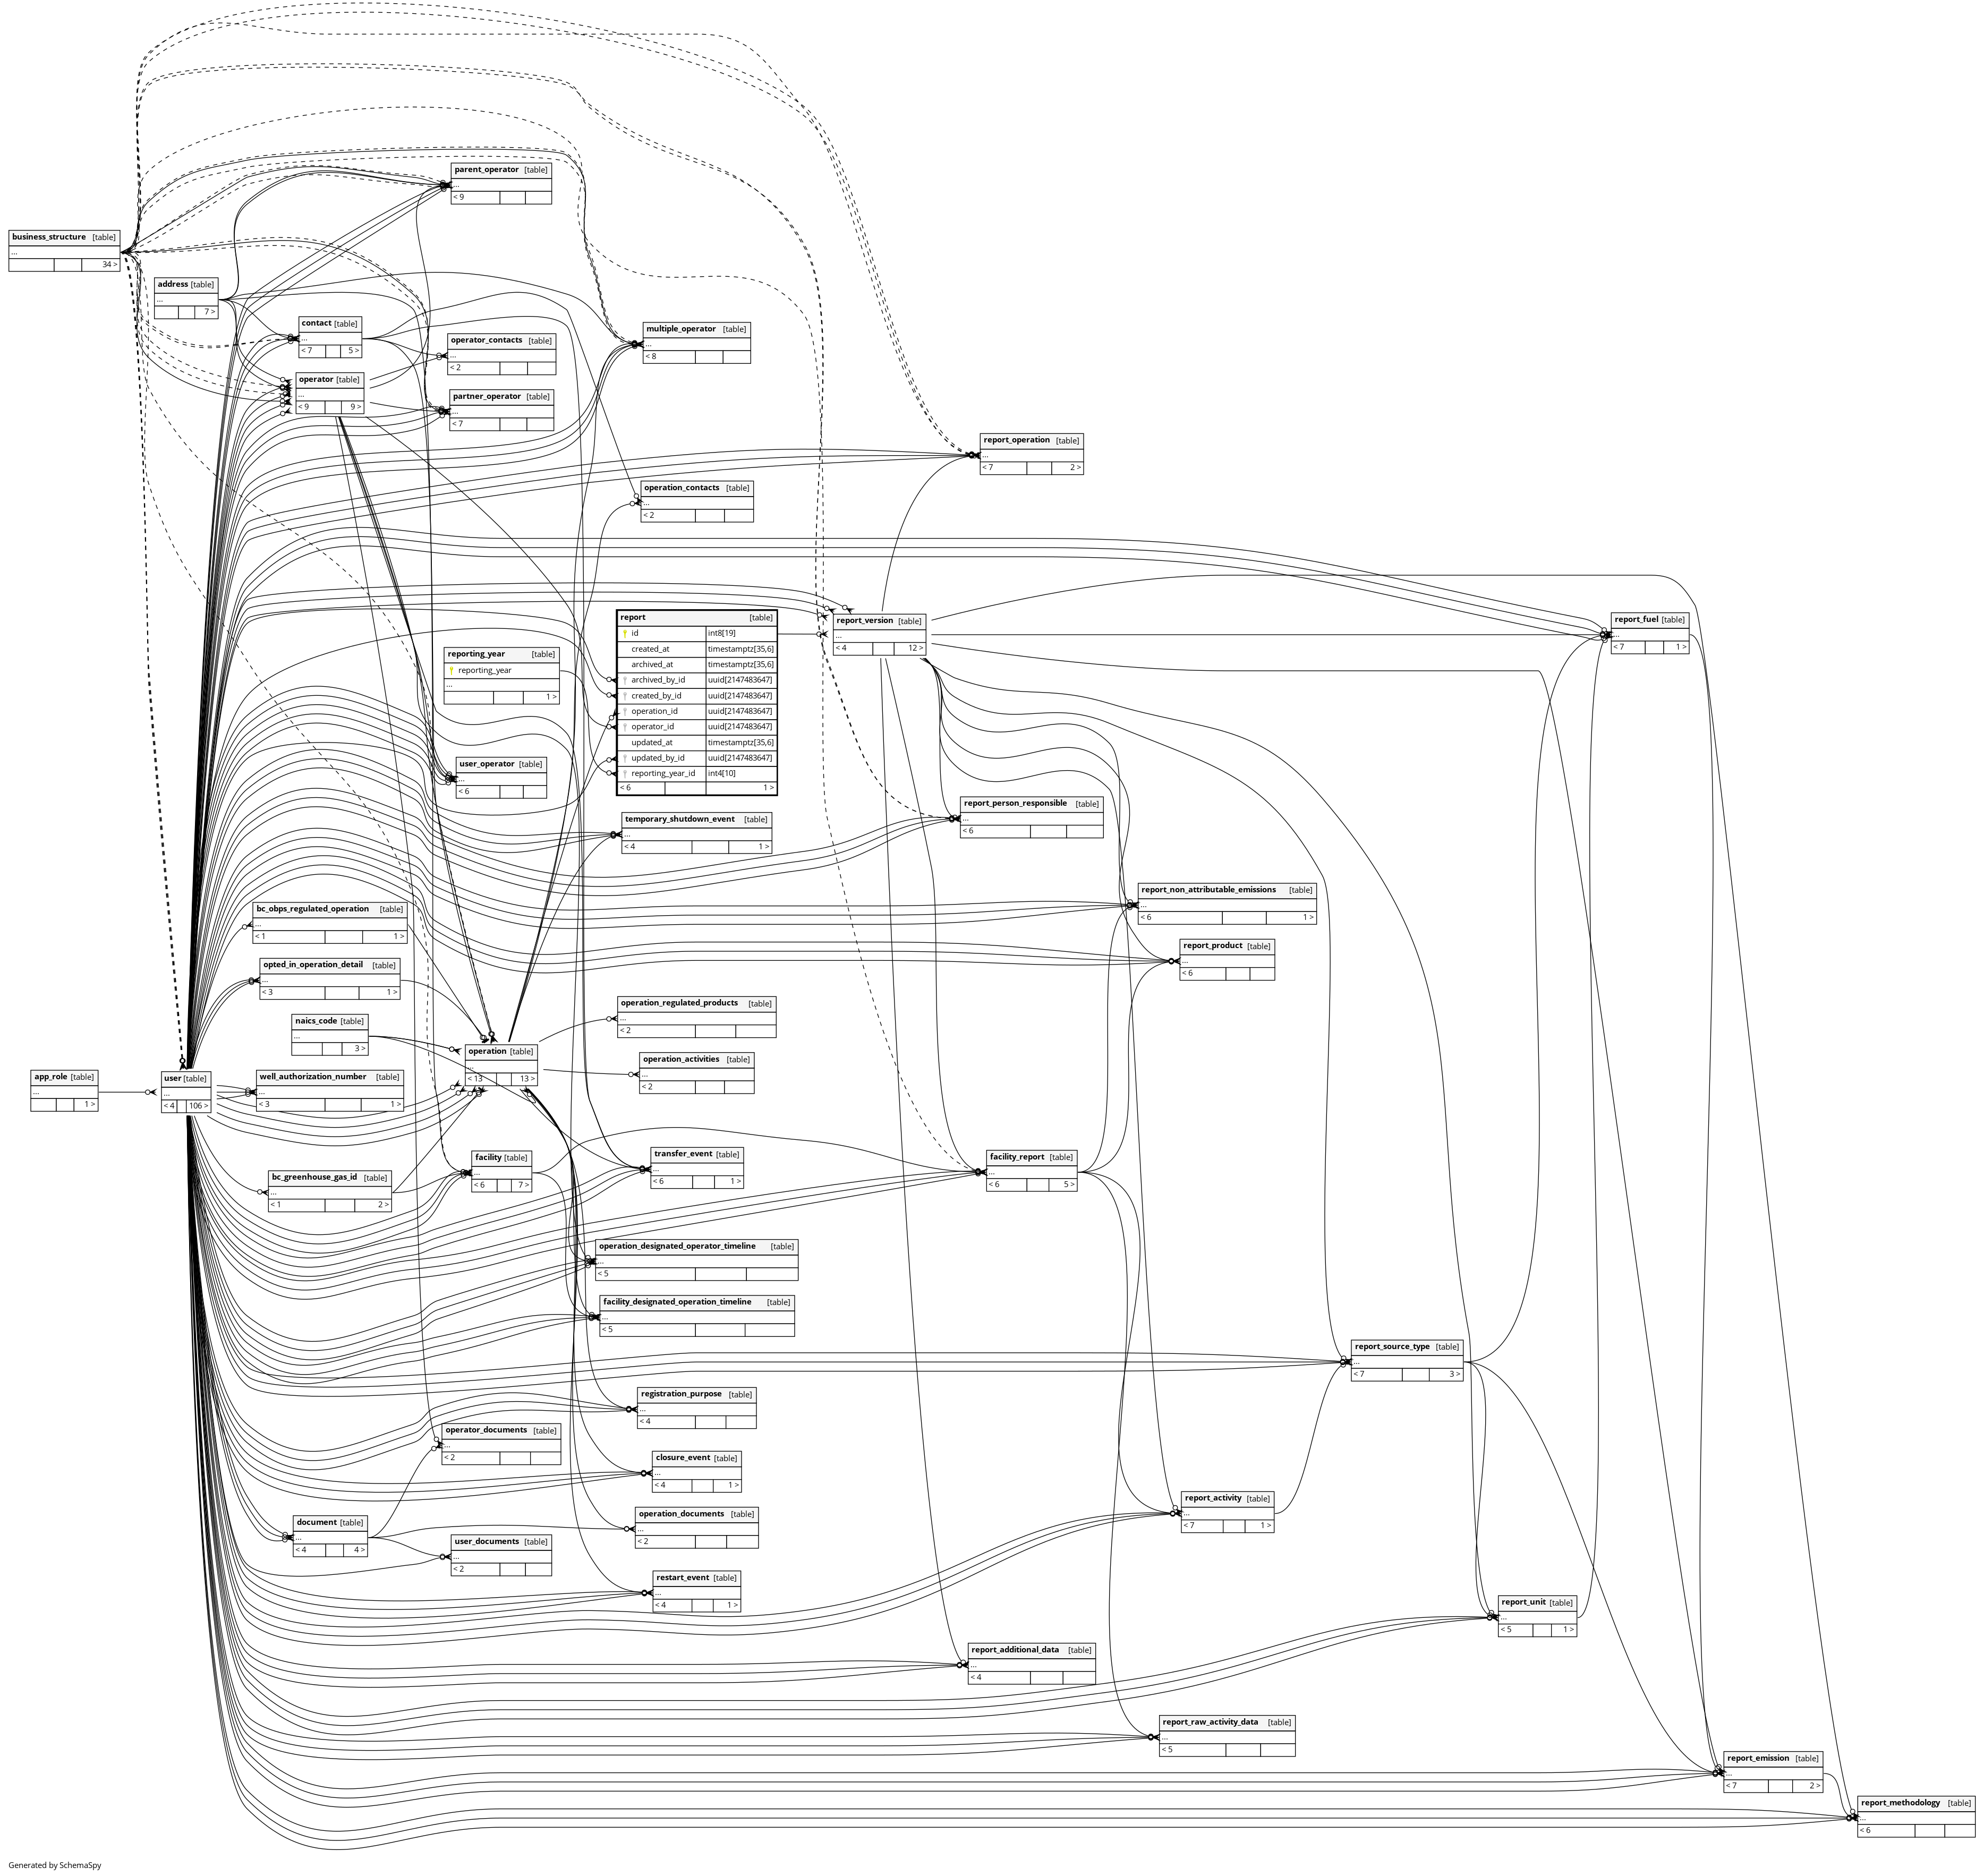 parent_operator [table]
...
< 9
business_structure [table]
...
34 >
address [table]
...
7 >
contact [table]
...
< 7 5 >
multiple_operator [table]
...
< 8
operator_contacts [table]
...
< 2
operator [table]
...
< 9 9 >
partner_operator [table]
...
< 7
report_operation [table]
...
< 7 2 >
operation_contacts [table]
...
< 2
report [table]
id int8[19]
created_at timestamptz[35,6]
archived_at timestamptz[35,6]
archived_by_id uuid[2147483647]
created_by_id uuid[2147483647]
operation_id uuid[2147483647]
operator_id uuid[2147483647]
updated_at timestamptz[35,6]
updated_by_id uuid[2147483647]
reporting_year_id int4[10]
< 6 1 >
report_version [table]
...
< 4 12 >
report_fuel [table]
...
< 7 1 >
reporting_year [table]
reporting_year
...
1 >
user_operator [table]
...
< 6
report_person_responsible [table]
...
< 6
temporary_shutdown_event [table]
...
< 4 1 >
report_non_attributable_emissions [table]
...
< 6 1 >
bc_obps_regulated_operation [table]
...
< 1 1 >
report_product [table]
...
< 6
opted_in_operation_detail [table]
...
< 3 1 >
operation_regulated_products [table]
...
< 2
naics_code [table]
...
3 >
operation [table]
...
< 13 13 >
operation_activities [table]
...
< 2
app_role [table]
...
1 >
user [table]
...
< 4 106 >
well_authorization_number [table]
...
< 3 1 >
transfer_event [table]
...
< 6 1 >
facility [table]
...
< 6 7 >
facility_report [table]
...
< 6 5 >
bc_greenhouse_gas_id [table]
...
< 1 2 >
operation_designated_operator_timeline [table]
...
< 5
facility_designated_operation_timeline [table]
...
< 5
report_source_type [table]
...
< 7 3 >
registration_purpose [table]
...
< 4
operator_documents [table]
...
< 2
closure_event [table]
...
< 4 1 >
report_activity [table]
...
< 7 1 >
operation_documents [table]
...
< 2
document [table]
...
< 4 4 >
user_documents [table]
...
< 2
restart_event [table]
...
< 4 1 >
report_unit [table]
...
< 5 1 >
report_additional_data [table]
...
< 4
report_raw_activity_data [table]
...
< 5
report_emission [table]
...
< 7 2 >
report_methodology [table]
...
< 6
Generated by SchemaSpy